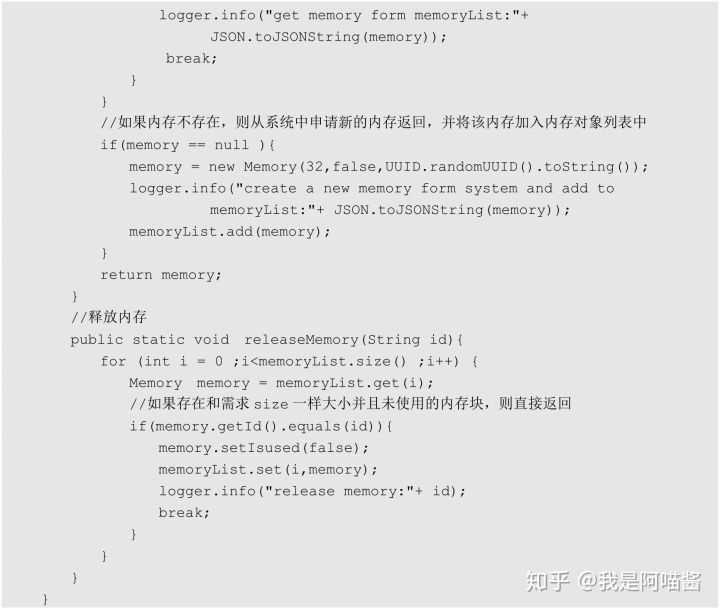 logger.info("get memory form memoryList:"+
JSON.toJSONString(memory));
break;
}
}
//如果内存不存在，则从系统中申请新的内存返回，并将该内存加入内存对象列表中
if(memory == null ){
memory = new Memory(32,false,UUID.randomUUID().toString());
logger.info("create a new memory form system and add to
memoryList:"+ JSON.toJSONString(memory));
memoryList.add(memory);
}
return memory;
}
//释放内存
public static void releaseMemory(String id){
for (int i = 0 ;i<memoryList.size() ;i++) {
Memory memory = memoryList.get(i);
//如果存在和需求 size 一样大小并且未使用的内存块，则直接返回
if(memory.getId().equals(id)){
memory.setIsused(false);
memoryList.set(i,memory);
logger.info("release memory:"+ id);
break;
}
}
}
}
知乎 @我是阿喵酱